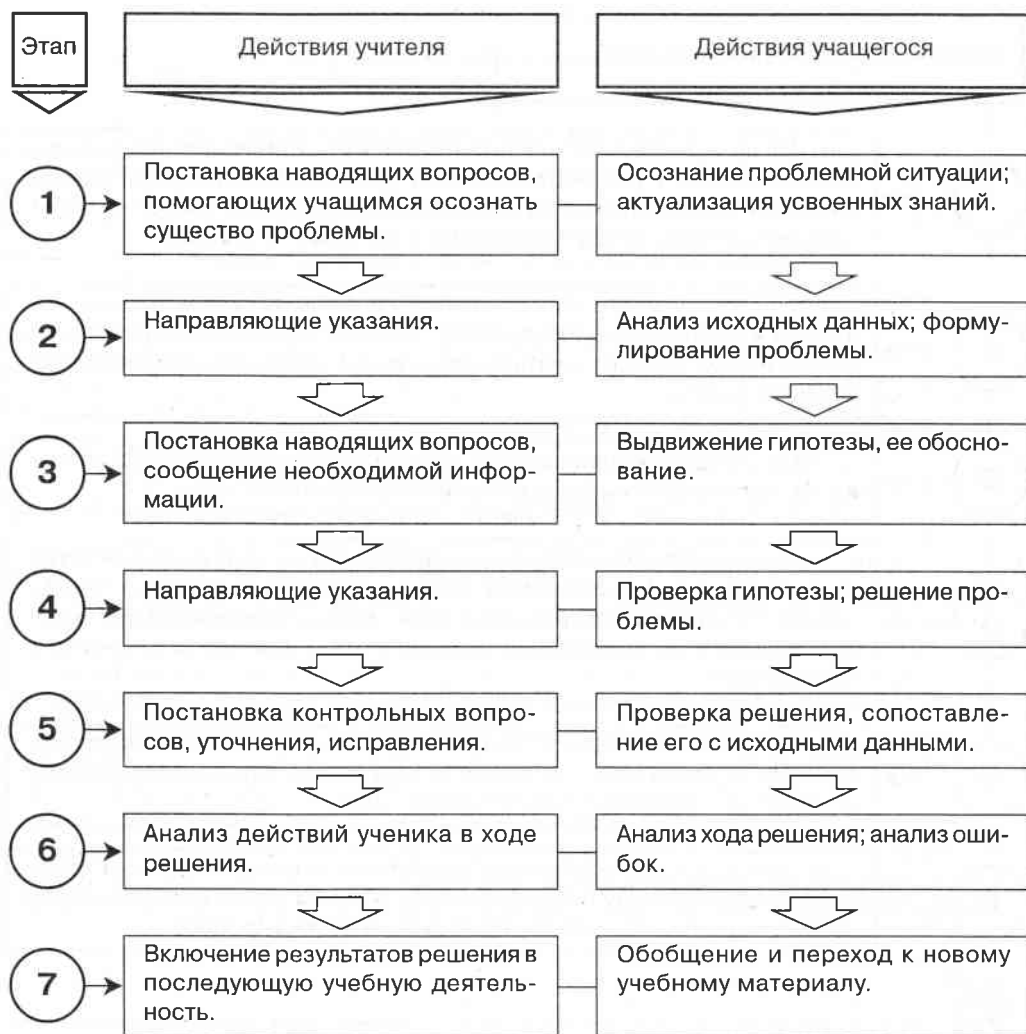 Этап
Действия учителя
Действия учащегося
1
Постановка наводящих вопросов,
помогающих учащимся осознать
существо проблемы.
Осознание проблемной ситуации;
актуализация усвоенных знаний.
2
Направляющие указания.
Анализ исходных данных; форму-
лирование проблемы.
3
Постановка наводящих вопросов,
сообщение необходимой инфор-
мации.
Выдвижение гипотезы, ее обосно-
вание.
4
Направляющие указания.
Проверка гипотезы; решение про-
блемы.
5
Постановка контрольных вопро-
сов, уточнения, исправления.
Проверка решения, сопоставле-
ние его с исходными данными.
6
Анализ действий ученика в ходе
решения.
Анализ хода решения; анализ оши-
бок.
7
Включение результатов решения в
последующую учебную деятель-
ность.
Обобщение и переход к новому
учебному материалу.